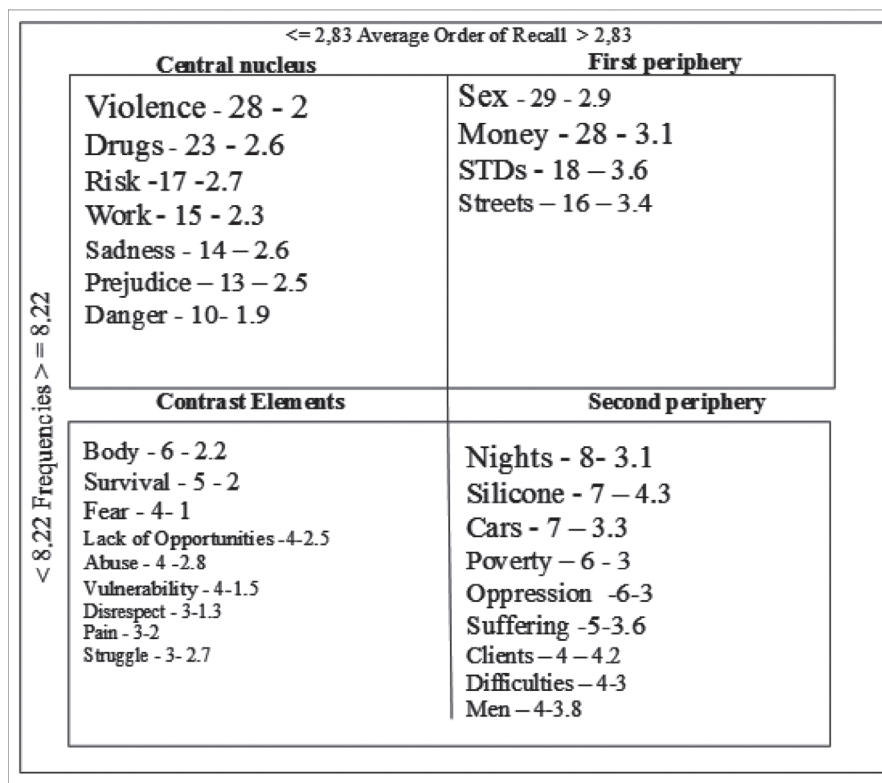 <= 2,83 Average Order of Recall > 2,83
Central nucleus
Violence - 28 - 2
Drugs - 23 - 2.6
Risk -17 -2.7
Work - 15 - 2.3
Sadness - 14 – 2.6
Prejudice – 13 – 2.5
Danger - 10- 1.9
First periphery
Sex - 29 - 2.9
Money - 28 - 3.1
STDs - 18 – 3.6
Streets – 16 – 3.4
< 8,22 Frequencies > = 8,22
Contrast Elements
Body - 6 - 2.2
Survival - 5 - 2
Fear - 4- 1
Lack of Opportunities -4-2.5
Abuse - 4 -2.8
Vulnerability - 4-1.5
Disrespect - 3-1.3
Pain - 3-2
Struggle - 3- 2.7
Second periphery
Nights - 8- 3.1
Silicone - 7 – 4.3
Cars - 7 – 3.3
Poverty – 6 - 3
Oppression -6-3
Suffering -5-3.6
Clients – 4 – 4.2
Difficulties – 4-3
Men – 4-3.8